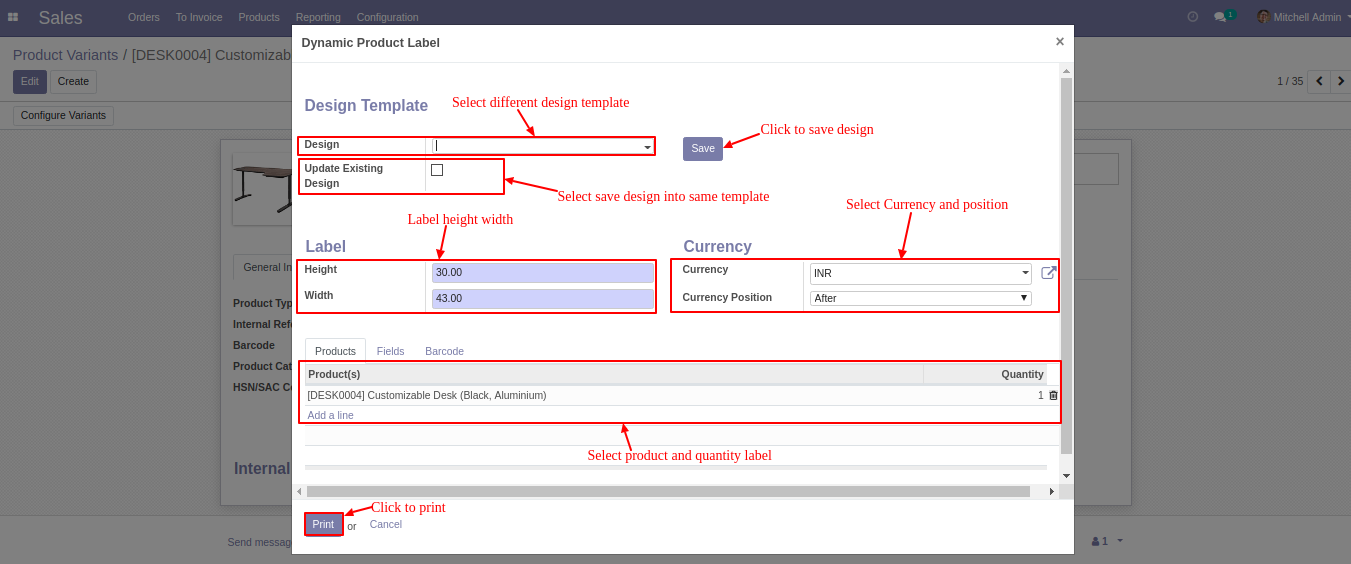 Sales Orders To Invoice Products Reporting Configuration 1 Mitchell Admin
Dynamic Product Label ×
Product Variants / [DESK0004] Customizab
Edit Create 1 / 35
Configure Variants
Design Template Select different design template
Click to save design
Design Save
Update Existing
Design
Select save design into same template
Select Currency and position
Label height width
Label Currency
General In
Height 30.00 Currency INR
Width 43.00 Currency Position After
Product Typ
Internal Refe
Barcode
Product Cat
HSN/SAC C
Products Fields Barcode
Product(s) Quantity
[DESK0004] Customizable Desk (Black, Aluminium) 1
Add a line
Select product and quantity label
Internal
Click to print
Print or Cancel
Send messag 1